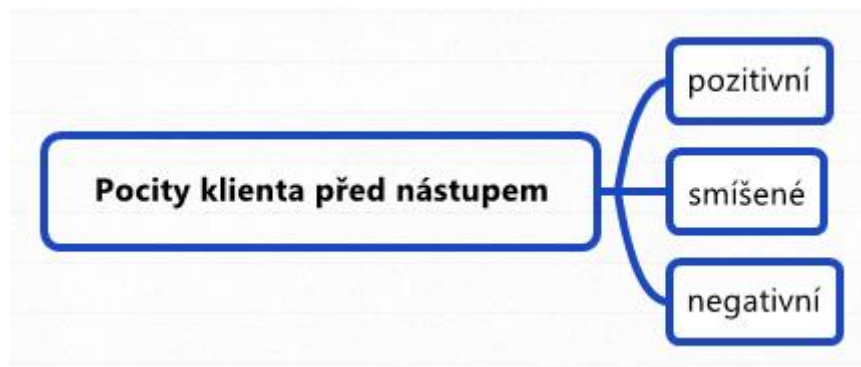 Pocity klienta před nástupem
pozitivní
smíšené
negativní